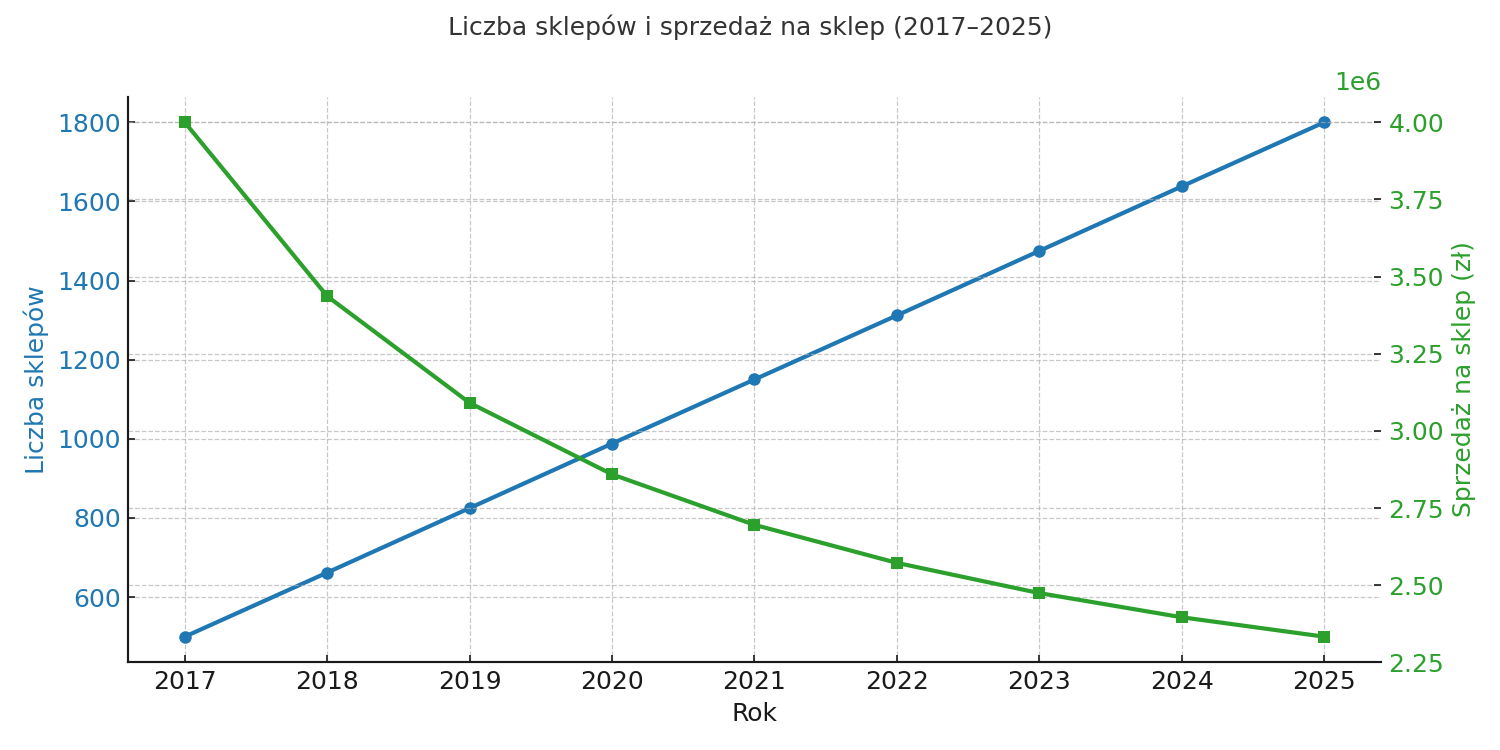 Liczba sklepów i sprzedaż na sklep (2017–2025)
1e6
Liczba sklepów
1800
1600
1400
1200
1000
800
600
4.00
3.75
3.50
3.25
3.00
2.75
2.50
2.25
Sprzedaż na sklep (zł)
2017 2018 2019 2020 2021 2022 2023 2024 2025
Rok